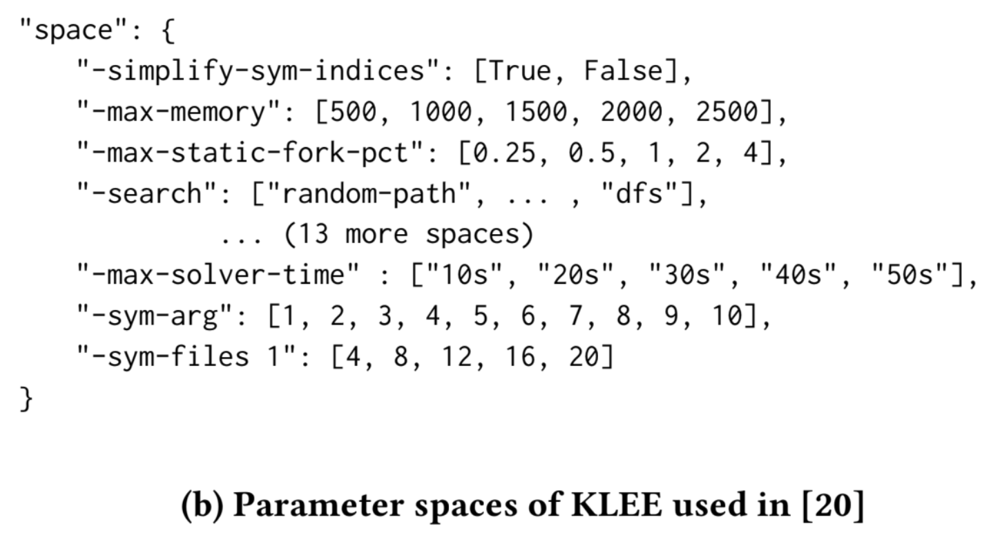 "space": {
"-simplify-sym-indices": [True, False],
"-max-memory": [500, 1000, 1500, 2000, 2500],
"-max-static-fork-pct": [0.25, 0.5, 1, 2, 4],
"-search": ["random-path", ... , "dfs"],
... (13 more spaces)
"-max-solver-time" : ["10s", "20s", "30s", "40s", "50s"],
"-sym-arg": [1, 2, 3, 4, 5, 6, 7, 8, 9, 10],
"-sym-files 1": [4, 8, 12, 16, 20]
}
(b) Parameter spaces of KLEE used in [20]